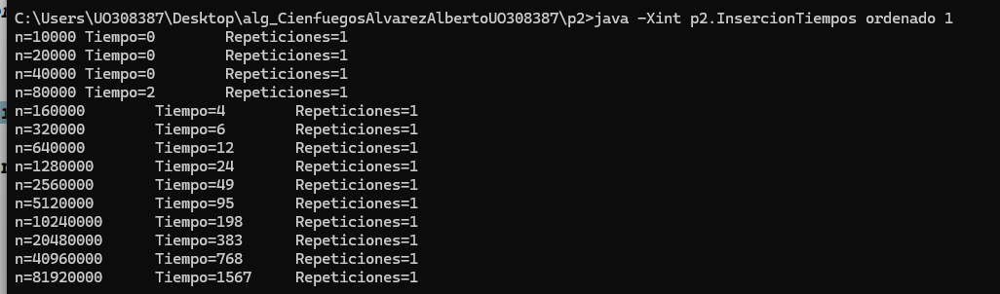 C:\Users\UO308387\Desktop\alg_CienfuegosAlvarezAlbertoUO308387\p2>java -Xint p2.InsercionTiempos ordenado 1
n=10000 Tiempo=0        Repeticiones=1
n=20000 Tiempo=0        Repeticiones=1
n=40000 Tiempo=0        Repeticiones=1
n=80000 Tiempo=2        Repeticiones=1
n=160000        Tiempo=4        Repeticiones=1
n=320000        Tiempo=6        Repeticiones=1
n=640000        Tiempo=12       Repeticiones=1
n=1280000       Tiempo=24       Repeticiones=1
n=2560000       Tiempo=49       Repeticiones=1
n=5120000       Tiempo=95       Repeticiones=1
n=10240000      Tiempo=198      Repeticiones=1
n=20480000      Tiempo=383      Repeticiones=1
n=40960000      Tiempo=768      Repeticiones=1
n=81920000      Tiempo=1567     Repeticiones=1